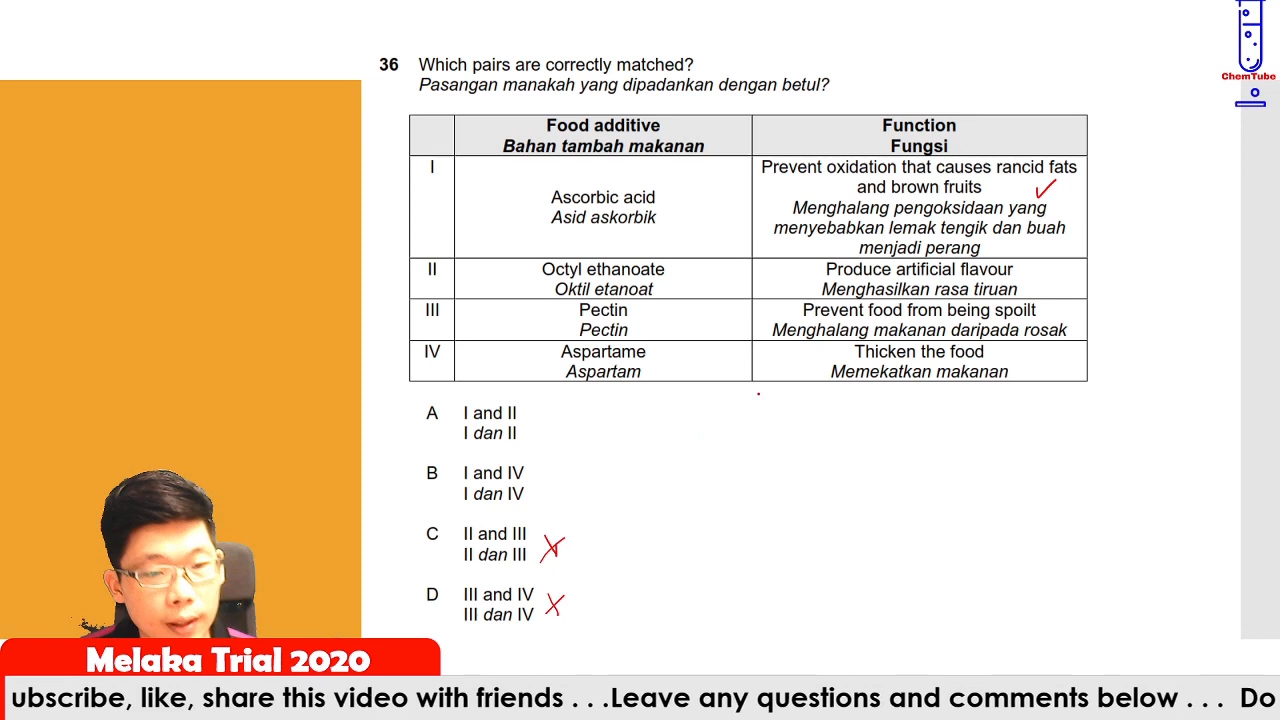 ChemTube
36 Which pairs are correctly matched?
Pasangan manakah yang dipadankan dengan betul?
Food additive
Bahan tambah makanan
Function
Fungsi
I
Ascorbic acid
Asid askorbik
Prevent oxidation that causes rancid fats
and brown fruits
Menghalang pengoksidaan yang
menyebabkan lemak tengik dan buah
menjadi perang
II
Octyl ethanoate
Oktil etanoat
Produce artificial flavour
Menghasilkan rasa tiruan
III
Pectin
Pectin
Prevent food from being spoilt
Menghalang makanan daripada rosak
IV
Aspartame
Aspartam
Thicken the food
Memekatkan makanan
A I and II
I dan II
B I and IV
I dan IV
C II and III
II dan III
D III and IV
III dan IV
Melaka Trial 2020
ubscribe, like, share this video with friends . . .Leave any questions and comments below . . . Do